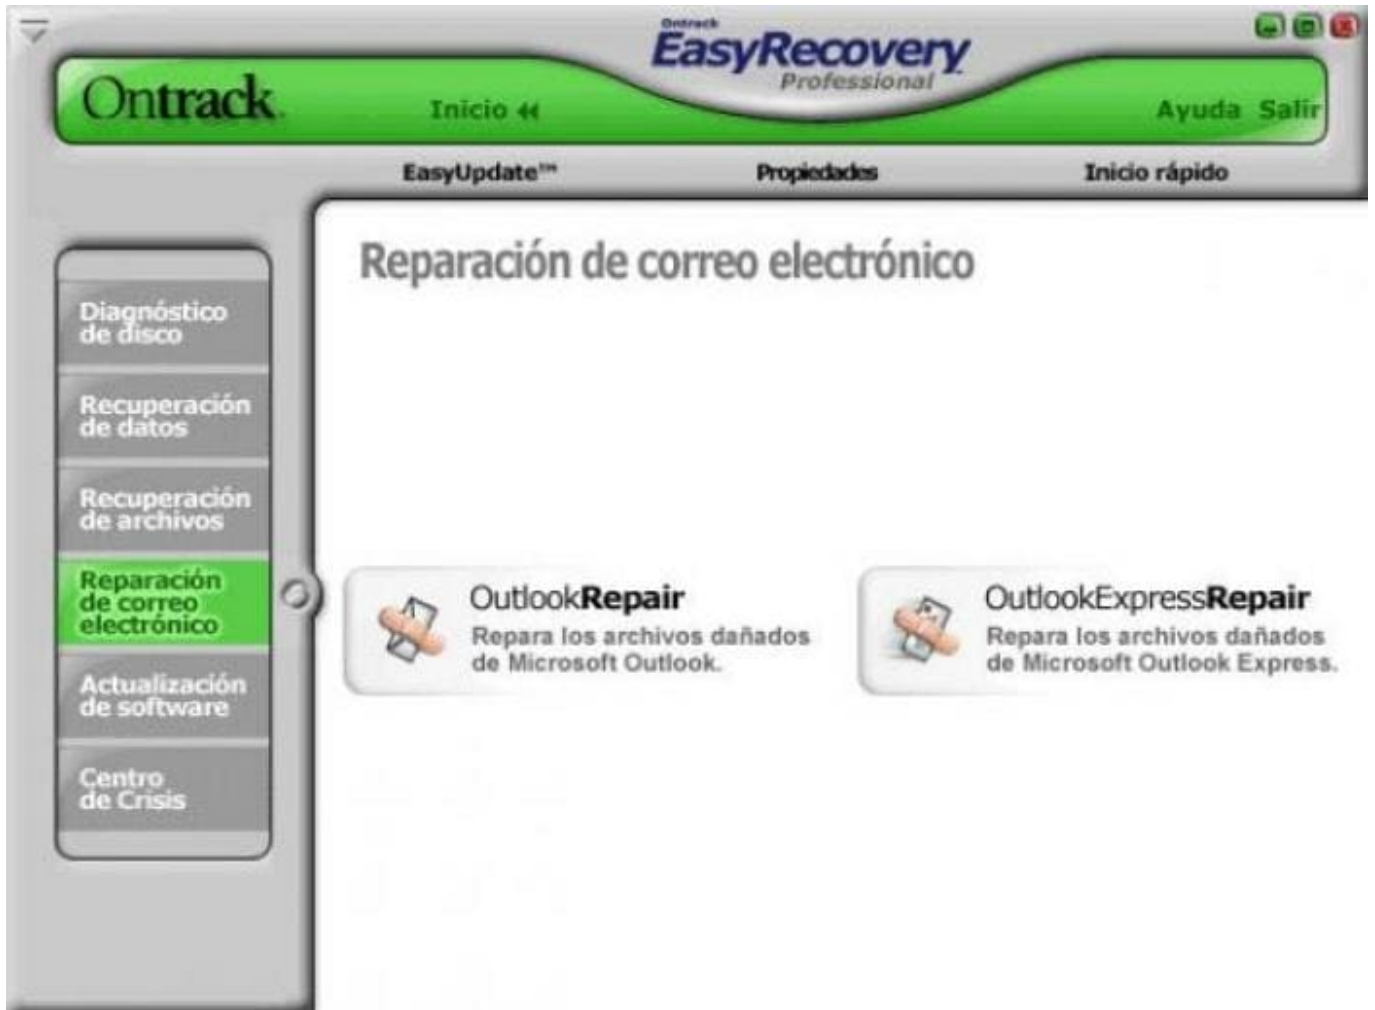 Ontrack
EasyRecovery
Professional
Ontrack
Inicio
Ayuda Salir
EasyUpdate™ Propiedades Inicio rápido
Reparación de correo electrónico
Diagnóstico
de disco
Recuperación
de datos
Recuperación
de archivos
Reparación
de correo
electrónico
Actualización
de software
Centro
de Crisis
OutlookRepair
Repara los archivos dañados
de Microsoft Outlook.
OutlookExpressRepair
Repara los archivos dañados
de Microsoft Outlook Express.